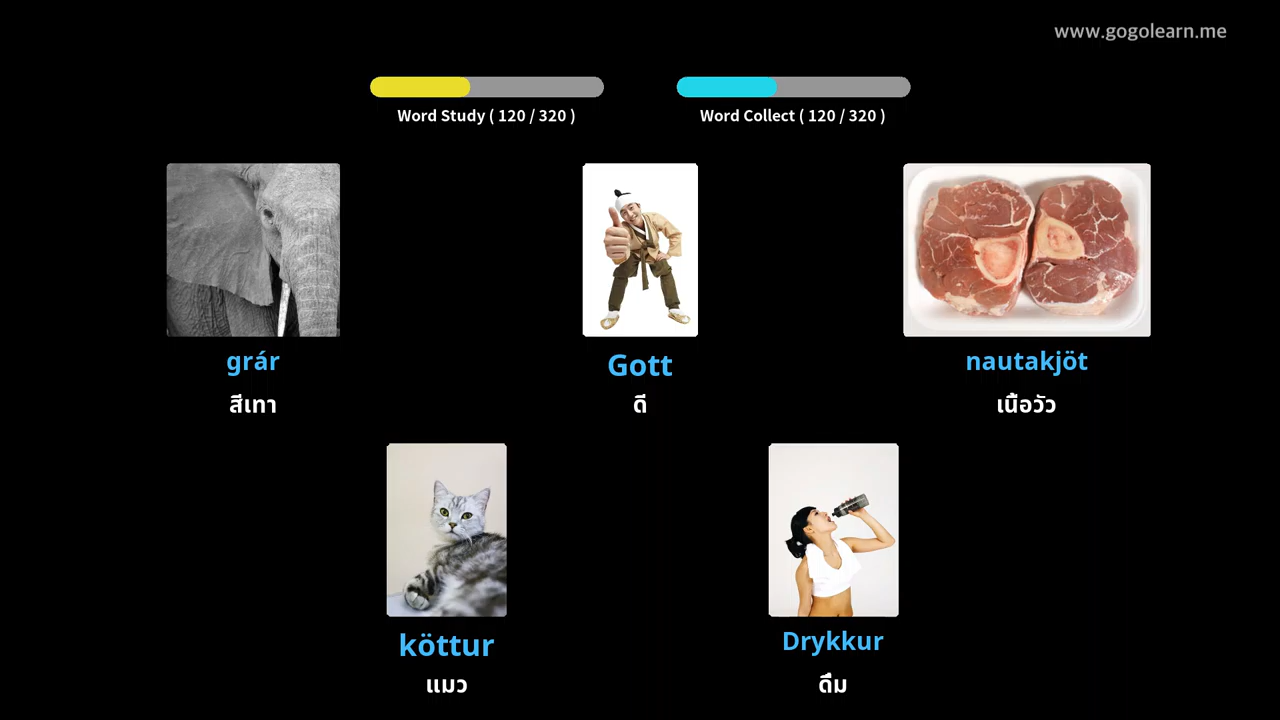 www.gogolearn.me
Word Study ( 120 / 320 )
Word Collect ( 120 / 320 )
grár
สีเทา
Gott
ดี
nautakjöt
เนื้อวัว
köttur
แมว
Drykkur
ดื่ม